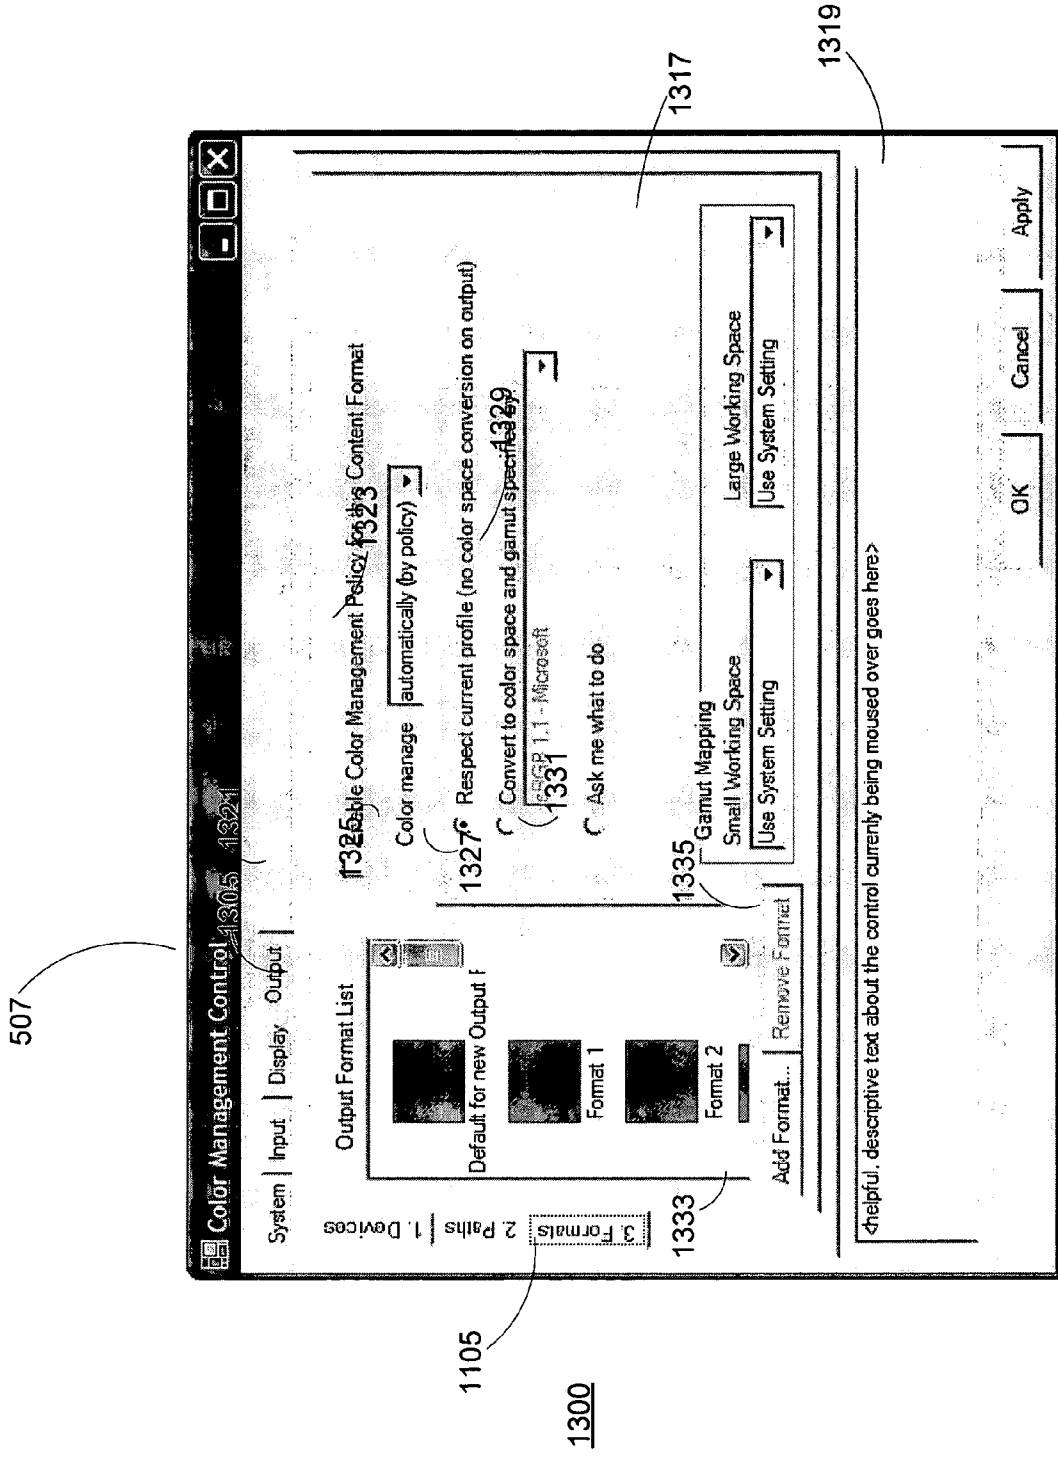 507
Color Management Control
1305
1321
System
Input
Display
Output
1. Devices
2. Paths
3. Formats
1105
Output Format List
Default for new Output F
Format 1
Format 2
1333
Add Format...
Remove Format
1335
Enable Color Management Policy for this Content Format
1323
1325
Color manage
automatically (by policy)
1327
Respect current profile (no color space conversion on output)
1329
Convert to color space and gamut specified by:
1.1 - Microsoft
1331
Ask me what to do
Gamut Mapping
Small Working Space
Large Working Space
Use System Setting
Use System Setting
1317
1319
<helpful, descriptive text about the control currenly being moused over goes here>
OK
Cancel
Apply
1300